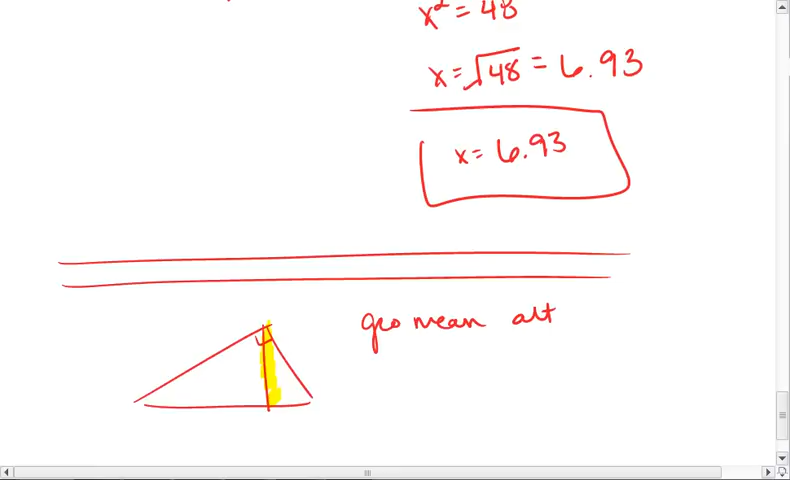 x² = 48
x = √48 = 6.93
x = 6.93
geo mean alt